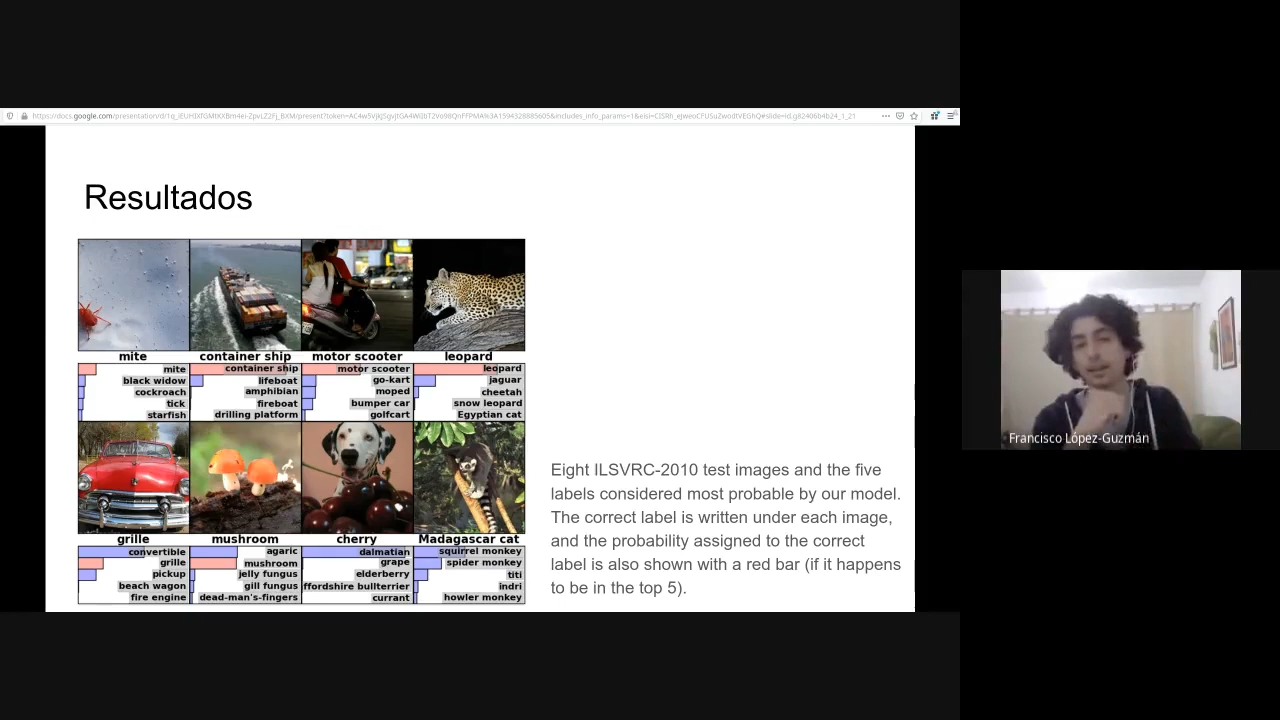 Resultados
mite
container ship
motor scooter
leopard
mite
black widow
cockroach
tick
starfish
container ship
lifeboat
amphibian
fireboat
drilling platform
motor scooter
go-kart
moped
bumper car
golfcart
leopard
jaguar
cheetah
snow leopard
Egyptian cat
grille
mushroom
cherry
Madagascar cat
convertible
grille
pickup
beach wagon
fire engine
agaric
mushroom
jelly fungus
gill fungus
dead-man's-fingers
dalmatian
grape
elderberry
ffordshire bullterrier
currant
squirrel monkey
spider monkey
titi
indri
howler monkey
Eight ILSVRC-2010 test images and the five
labels considered most probable by our model.
The correct label is written under each image,
and the probability assigned to the correct
label is also shown with a red bar (if it happens
to be in the top 5).
Francisco López-Guzmán